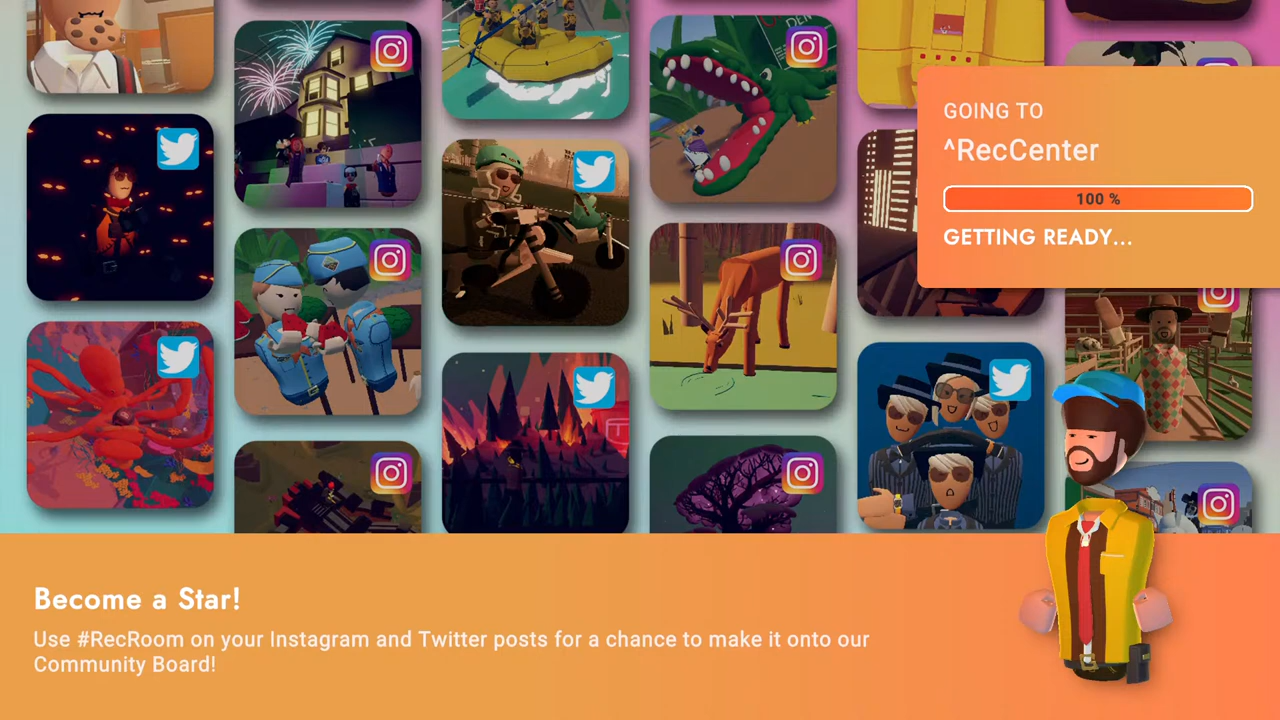 GOING TO
^RecCenter
100 %
GETTING READY...
Become a Star!
Use #RecRoom on your Instagram and Twitter posts for a chance to make it onto our
Community Board!